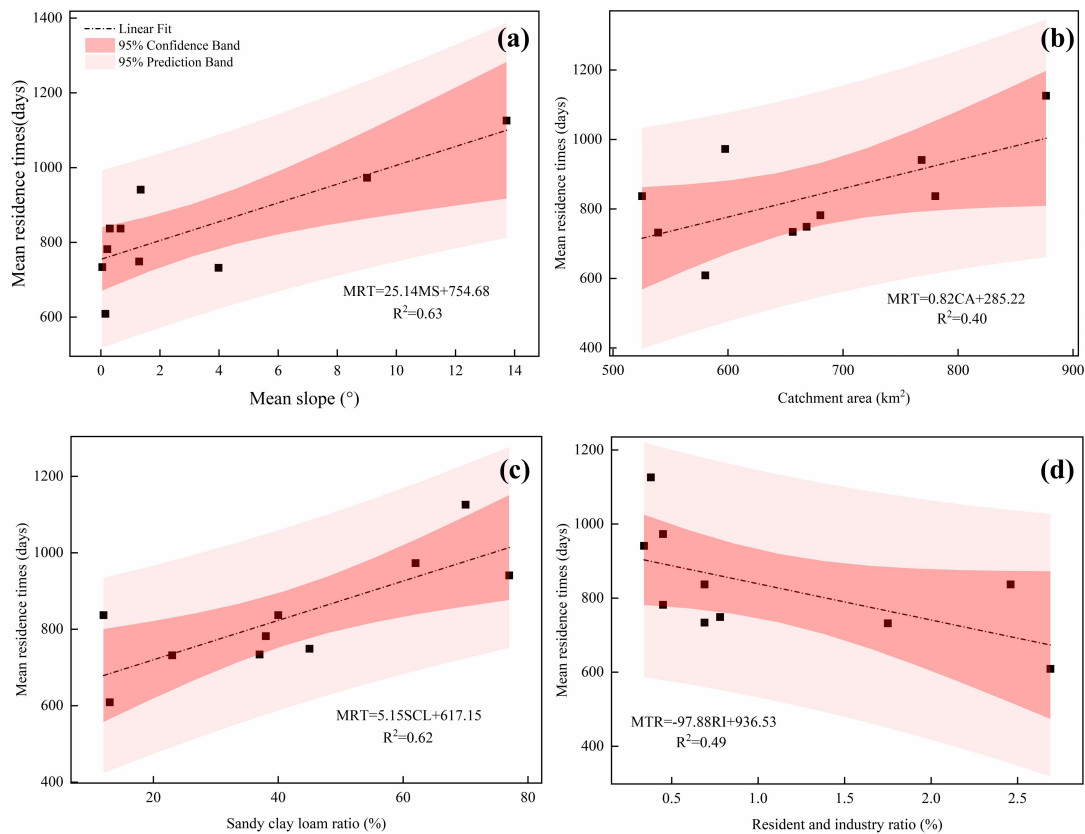 1400
1200
1000
800
600
Mean residence times(days)
Linear Fit
95% Confidence Band
95% Prediction Band
(a)
MRT=25.14MS+754.68
R²=0.63
0 2 4 6 8 10 12 14
Mean slope (°)
1200
1000
800
600
400
Mean residence times (days)
(b)
MRT=0.82CA+285.22
R²=0.40
600 700 800 900
Catchment area (km²)
1200
1000
800
600
400
Mean residence times (days)
(c)
MRT=5.15SCL+617.15
R²=0.62
20 40 60 80
Sandy clay loam ratio (%)
1200
1000
800
600
400
Mean residence times (days)
(d)
MTR=-97.88RI+936.53
R²=0.49
0.5 1.0 1.5 2.0 2.5
Resident and industry ratio (%)